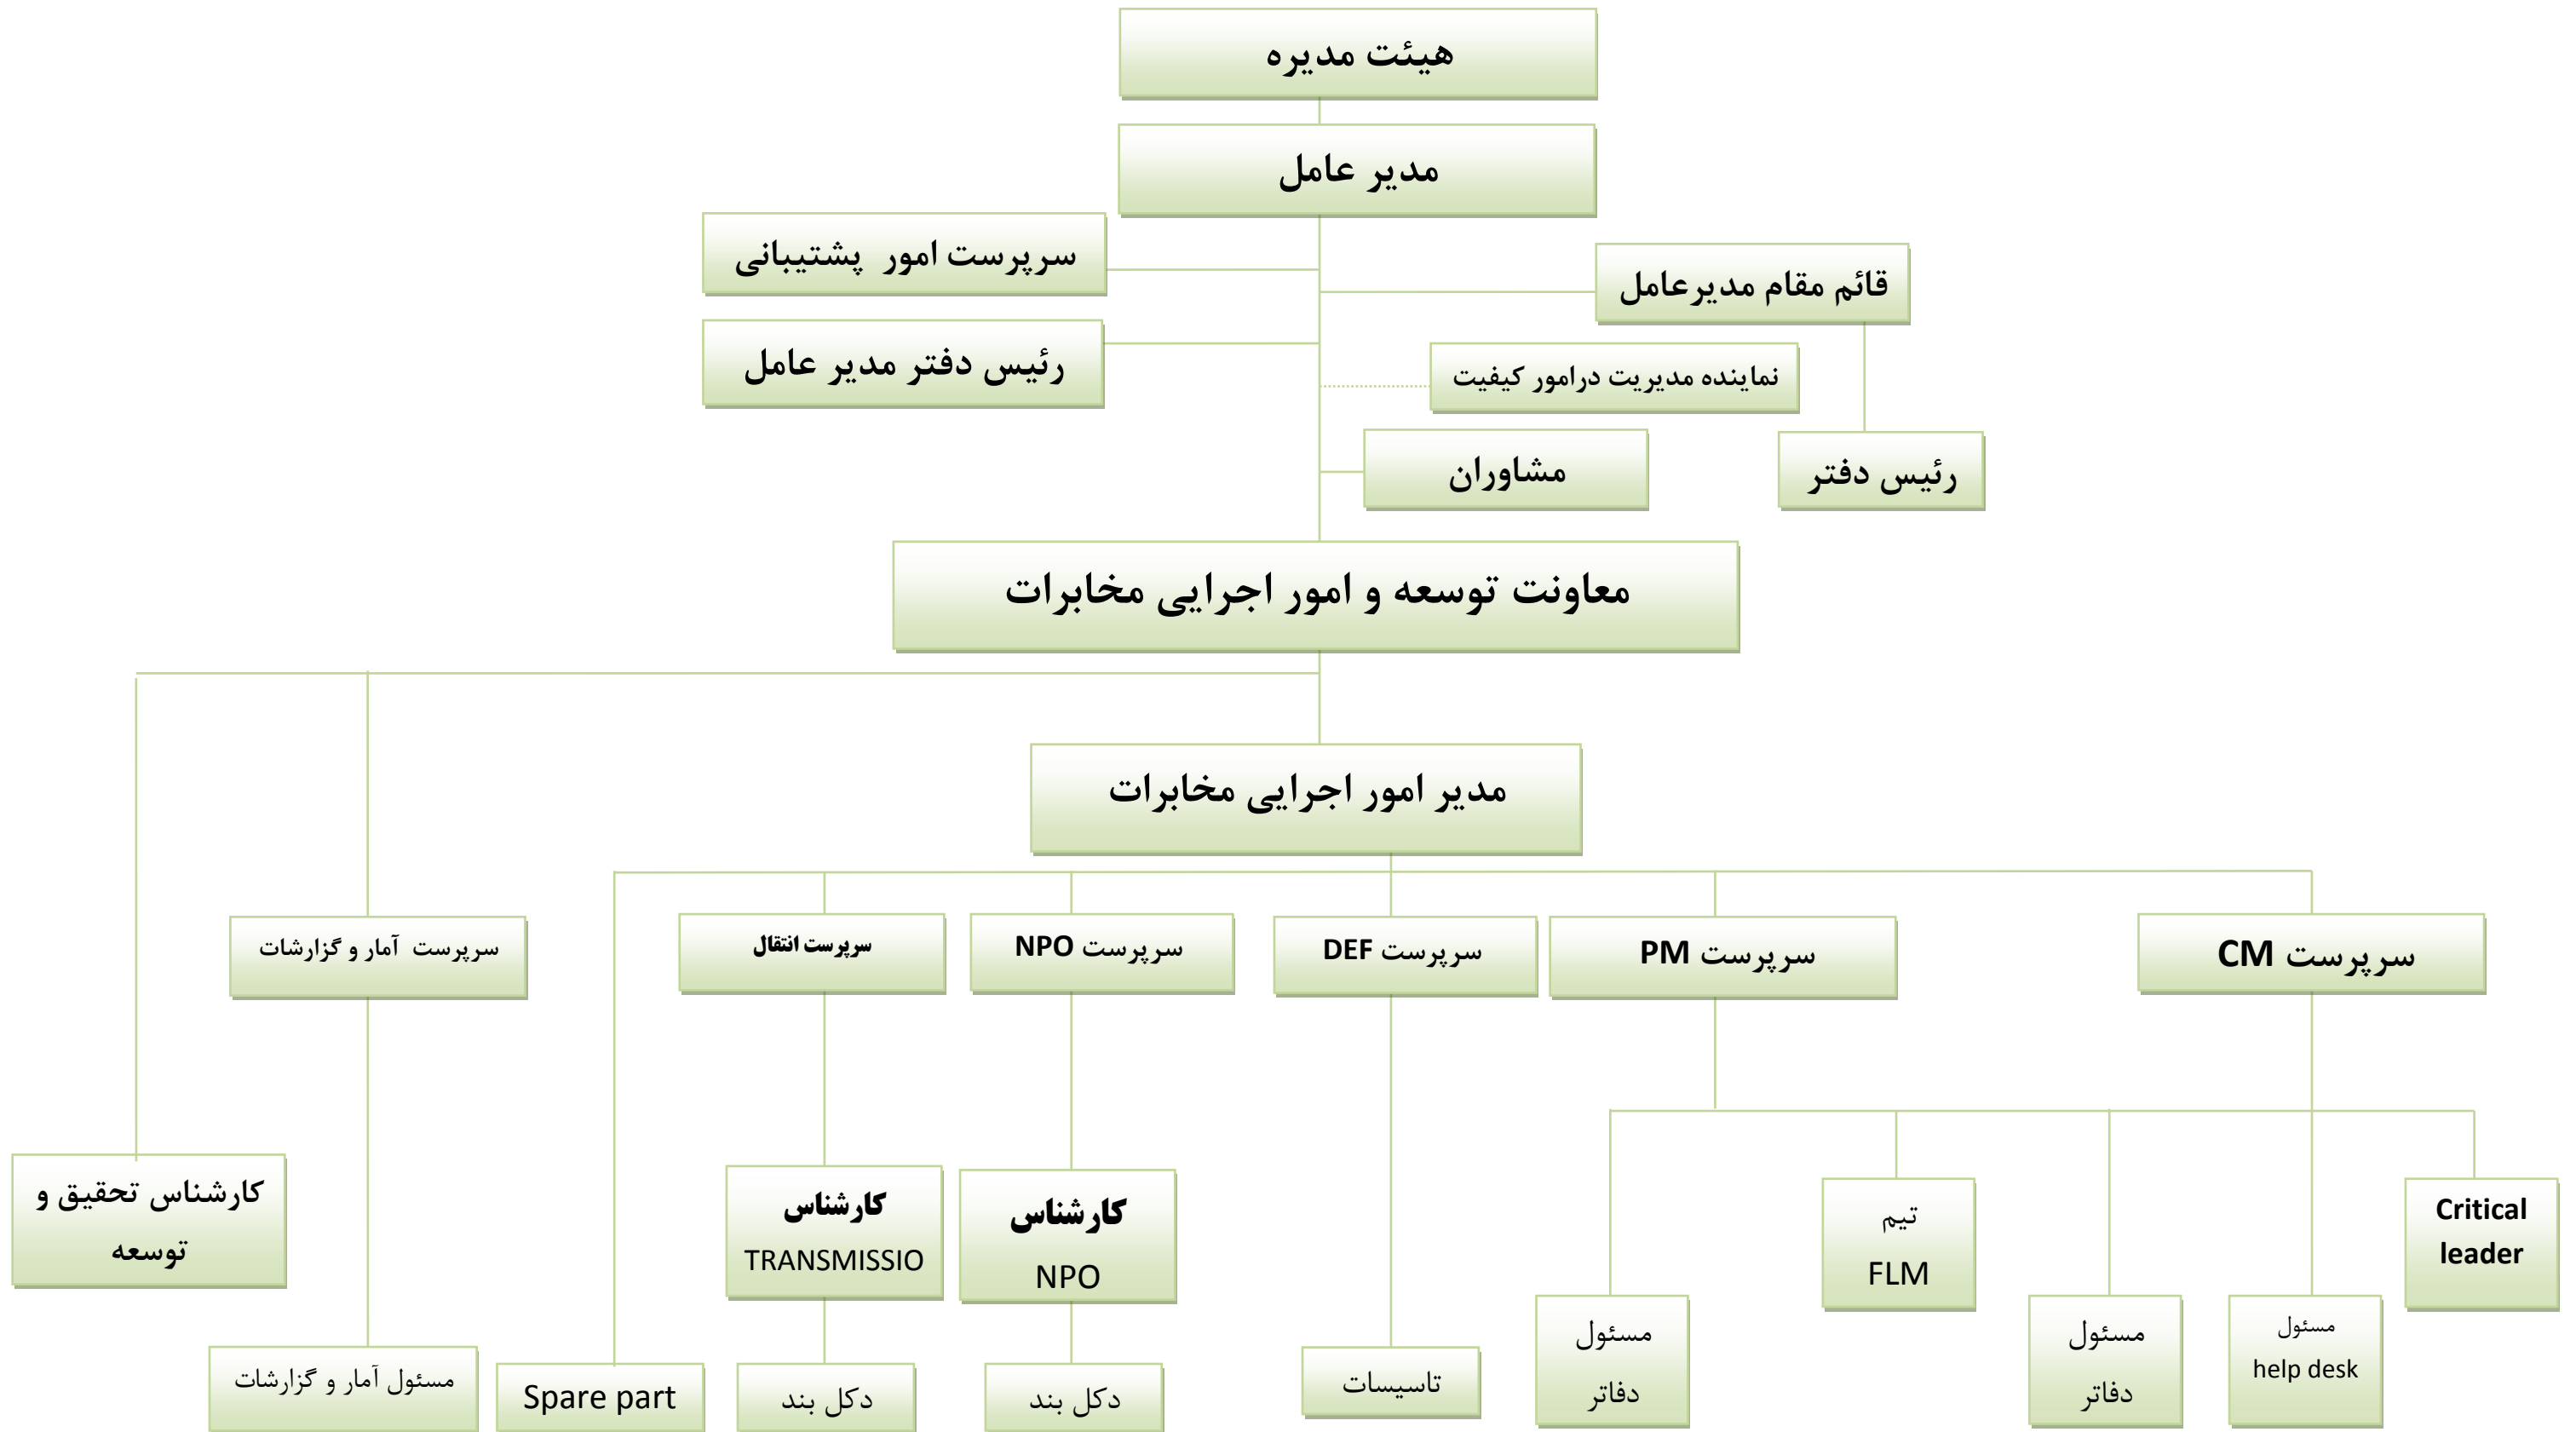 هیئت مدیره
مدیر عامل
سرپرست امور پشتیبانی
قائم مقام مدیرعامل
رئیس دفتر مدیر عامل
نماینده مدیریت درامور کیفیت
مشاوران
رئیس دفتر
معاونت توسعه و امور اجرایی مخابرات
مدیر امور اجرایی مخابرات
سرپرست CM
سرپرست PM
سرپرست DEF
سرپرست NPO
سرپرست انتقال
سرپرست آمار و گزارشات
Critical
leader
مسئول
help desk
مسئول
دفاتر
تیم
FLM
مسئول
دفاتر
تاسیسات
کارشناس
NPO
دکل بند
کارشناس
TRANSMISSIO
دکل بند
Spare part
مسئول آمار و گزارشات
کارشناس تحقیق و
توسعه